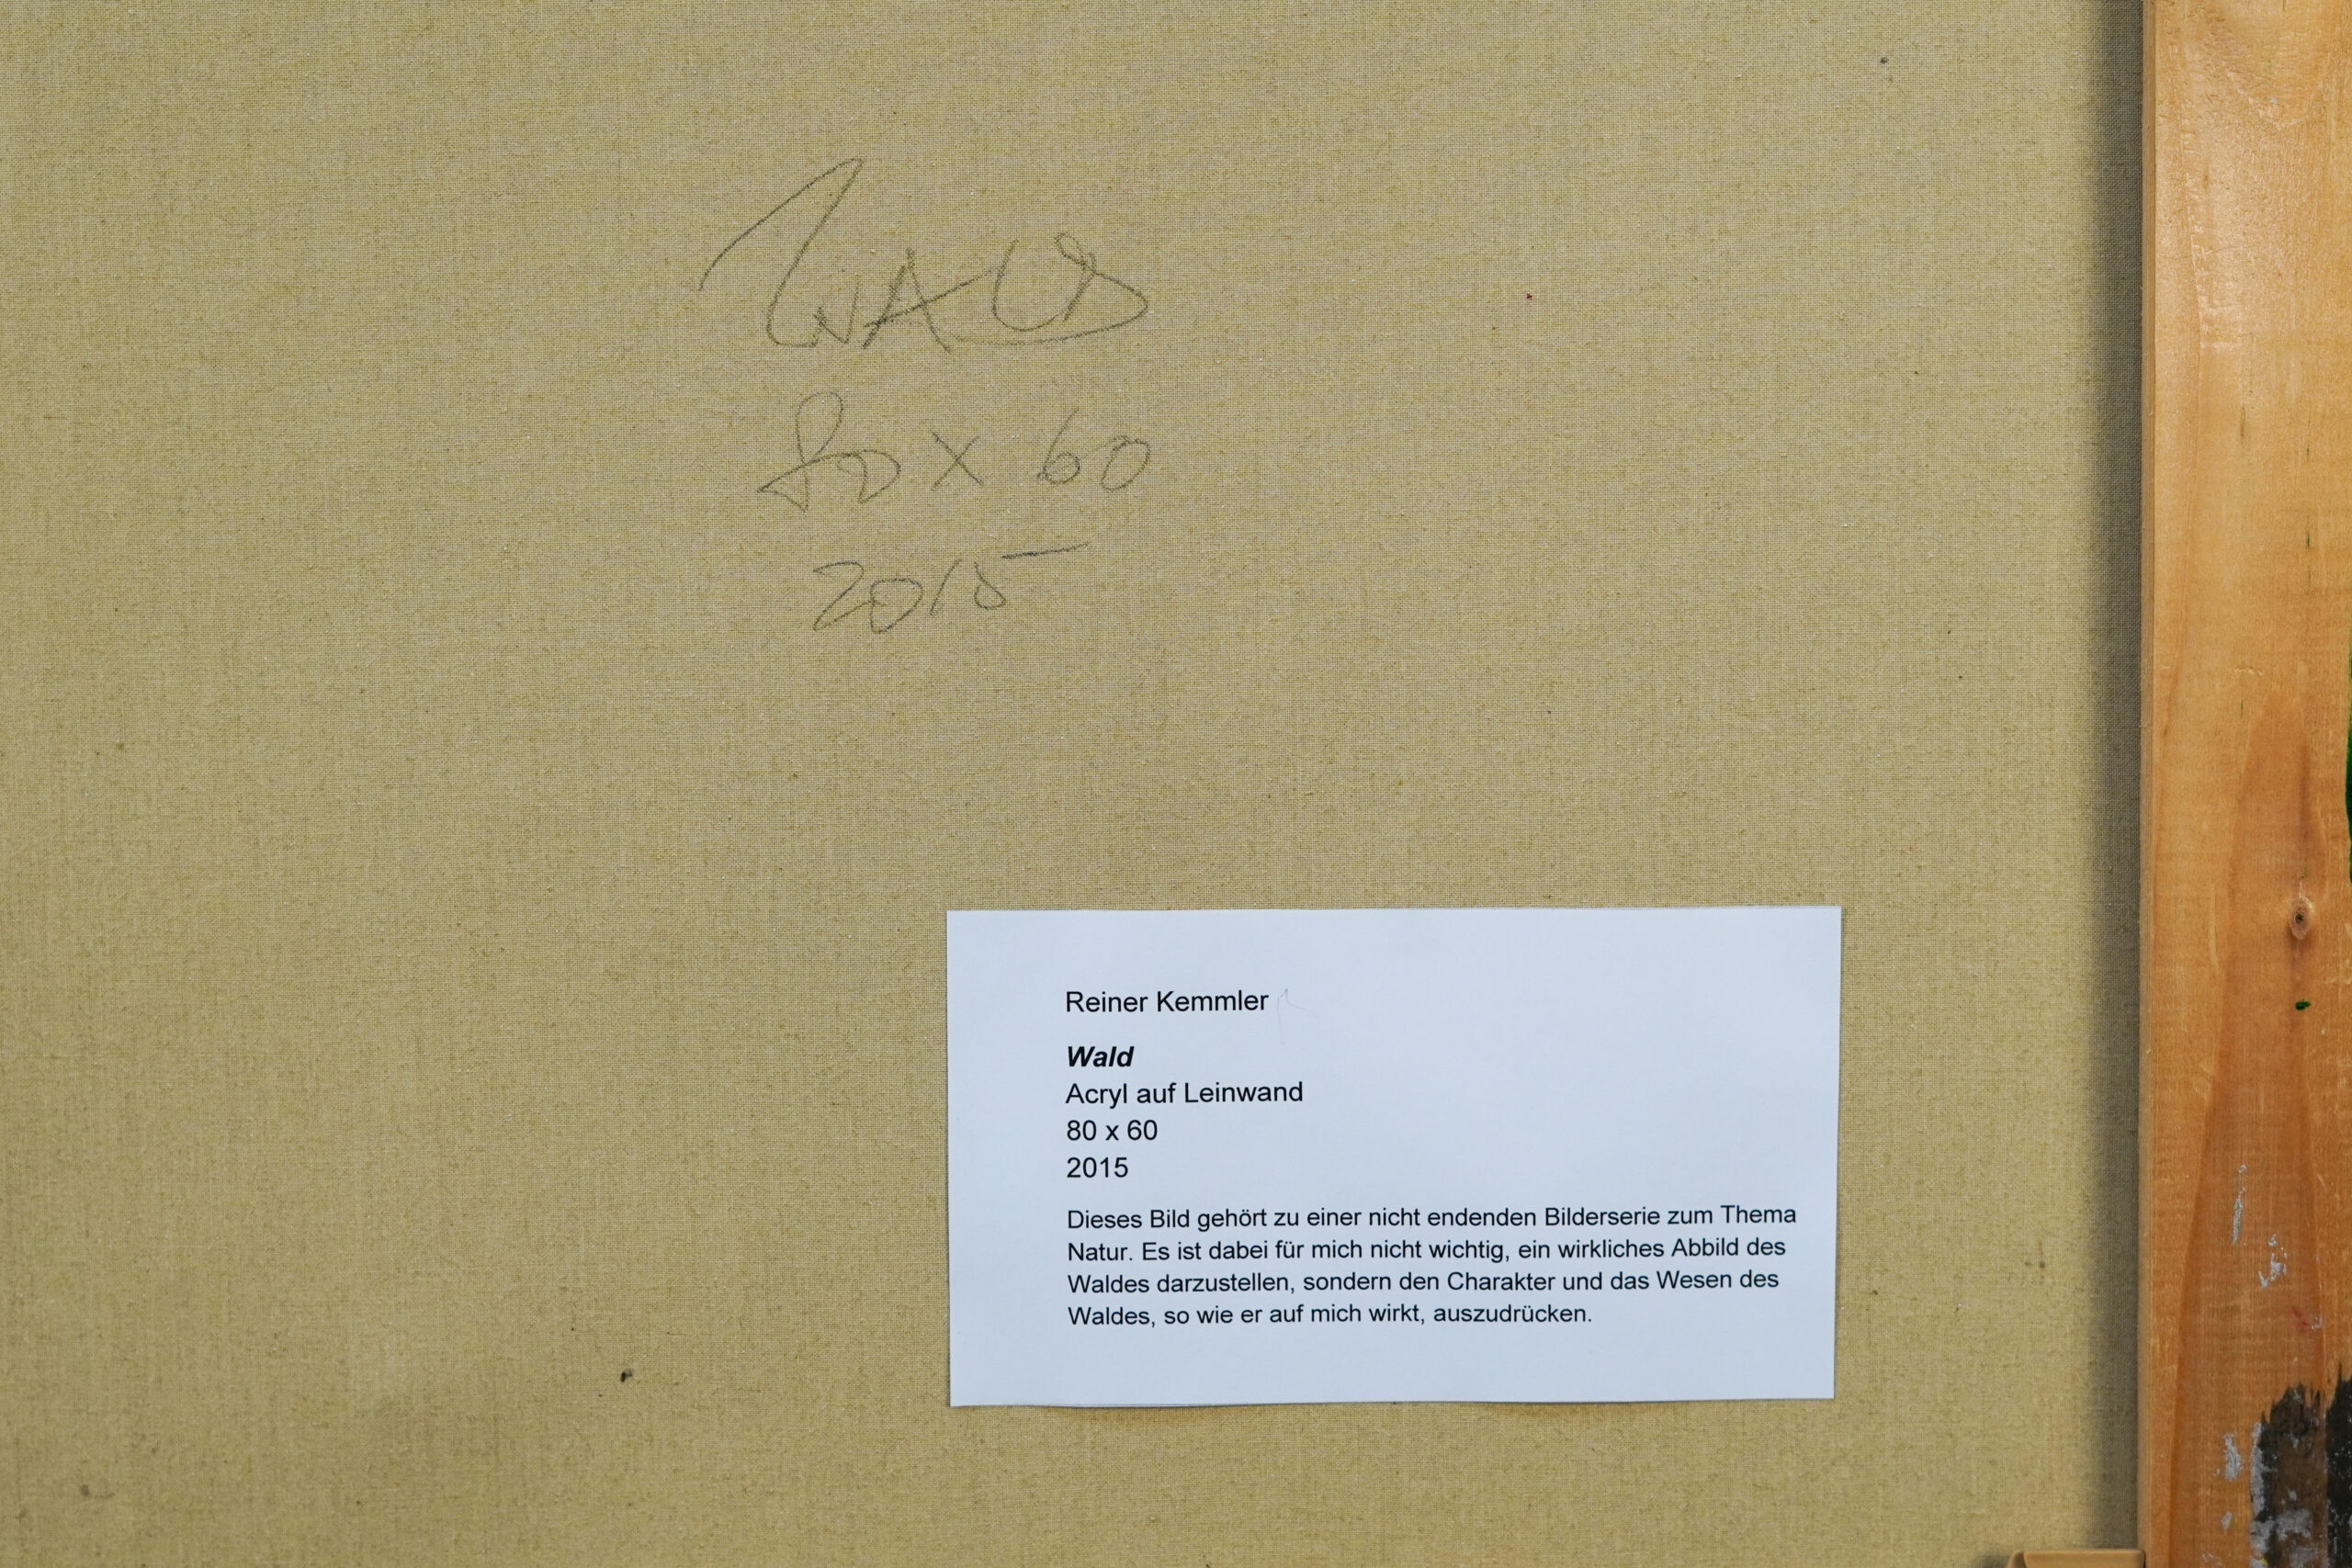 WALD
80 x 60
2015
Reiner Kemmler
Wald
Acryl auf Leinwand
80 x 60
2015
Dieses Bild gehört zu einer nicht endenden Bilderserie zum Thema
Natur. Es ist dabei für mich nicht wichtig, ein wirkliches Abbild des
Waldes darzustellen, sondern den Charakter und das Wesen des
Waldes, so wie er auf mich wirkt, auszudrücken.